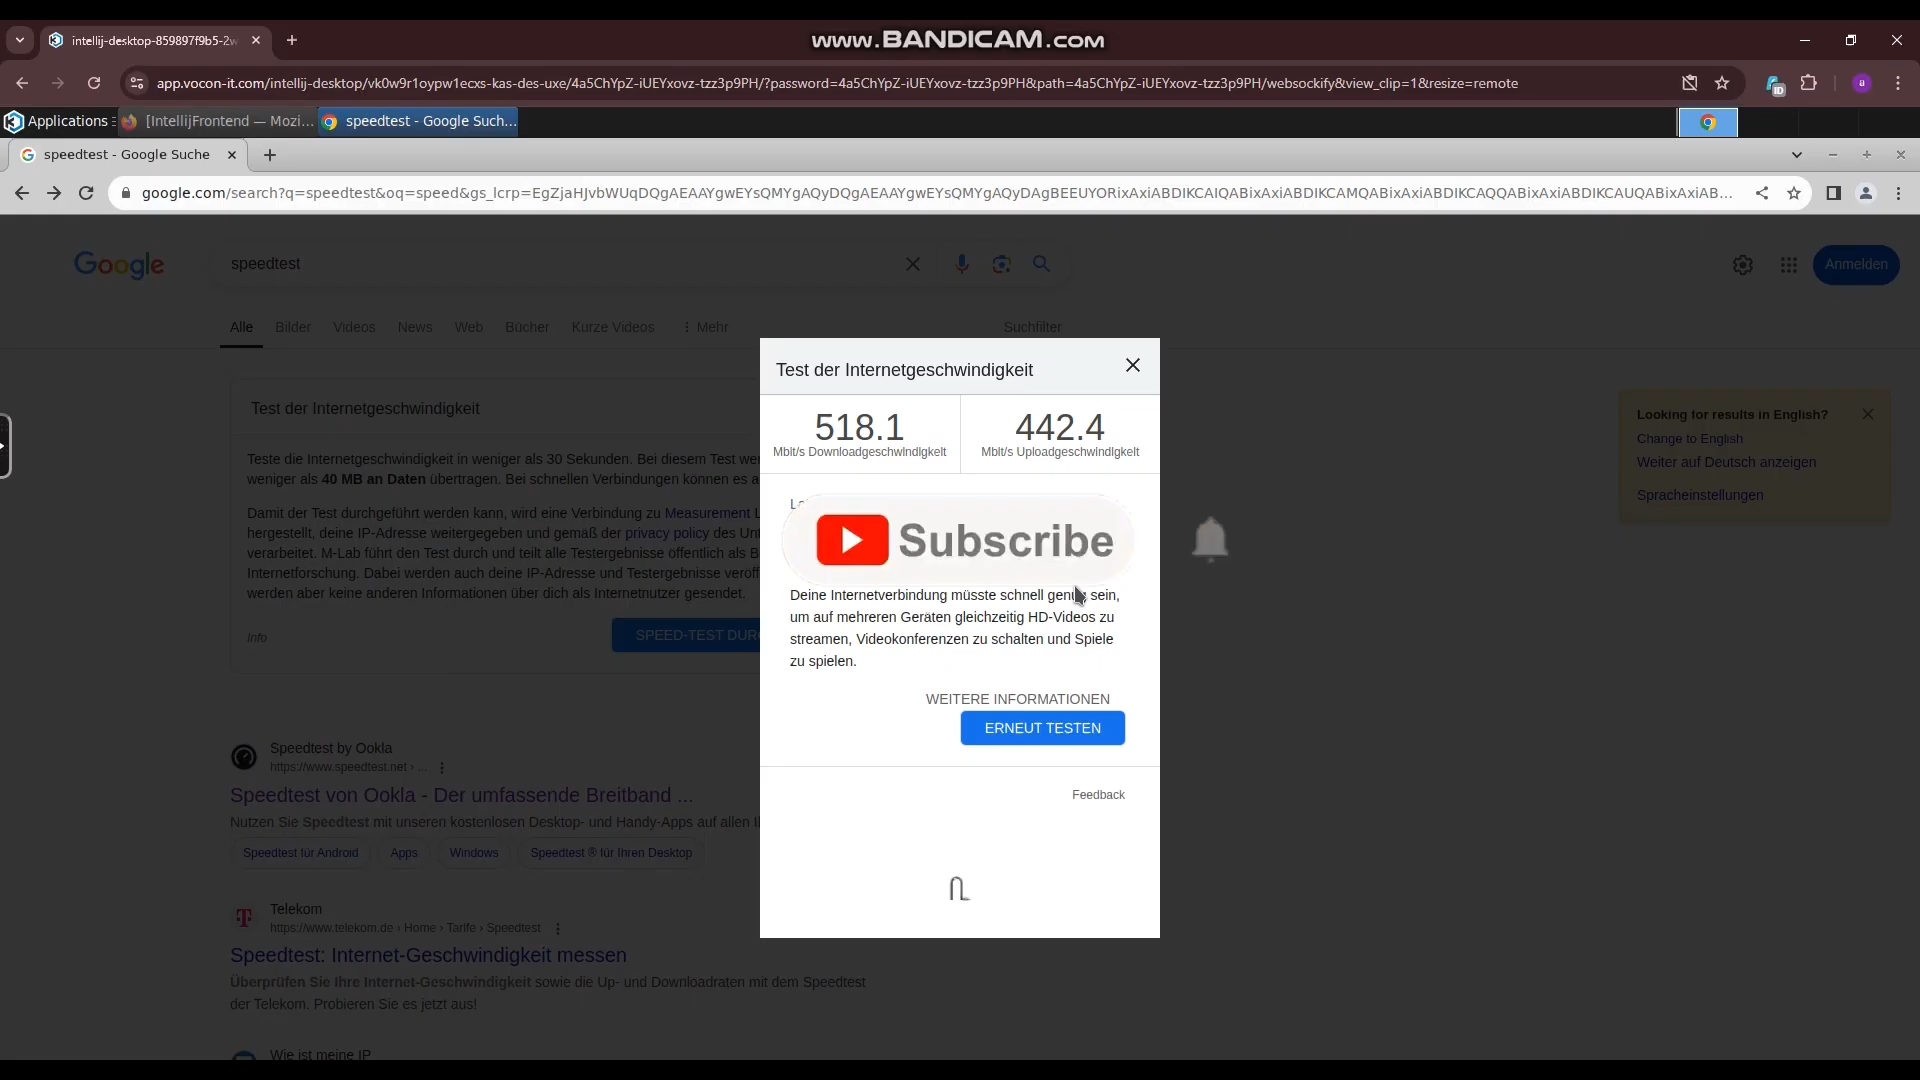 www.BANDICAM.com
intellij-desktop-859897f9b5-2w
app.vocon-it.com/intellij-desktop/vk0w9r1oypw1ecxs-kas-des-uxe/4a5ChYpZ-iUEYxovz-tzz3p9PH/?password=4a5ChYpZ-iUEYxovz-tzz3p9PH&path=4a5ChYpZ-iUEYxovz-tzz3p9PH/websockify&view_clip=1&resize=remote
ID
a
Applications
[IntellijFrontend — Mozi...
speedtest - Google Such...
speedtest - Google Suche
google.com/search?q=speedtest&oq=speed&gs_lcrp=EgZjaHJvbWUqDQgAEAAYgwEYsQMYgAQyDQgAEAAYgwEYsQMYgAQyDAgBEEUYORixAxiABDIKCAIQABixAxiABDIKCAMQABixAxiABDIKCAQQABixAxiABDIKCAUQABixAxiAB...
Google
speedtest
Anmelden
Alle
Bilder
Videos
News
Web
Bücher
Kurze Videos
Mehr
Suchfilter
Test der Internetgeschwindigkeit
Teste die Internetgeschwindigkeit in weniger als 30 Sekunden. Bei diesem Test
weniger als 40 MB an Daten übertragen. Bei schnellen Verbindungen können es
Damit der Test durchgeführt werden kann, wird eine Verbindung zu Measurement
hergestellt, deine IP-Adresse weitergegeben und gemäß der privacy policy des
verarbeitet. M-Lab führt den Test durch und teilt alle Testergebnisse öffentlich als
Internetforschung. Dabei werden auch deine IP-Adresse und Testergebnisse
werden aber keine anderen Informationen über dich als Internetnutzer gesendet.
Info
SPEED-TEST
Test der Internetgeschwindigkeit
518.1
Mbit/s Downloadgeschwindigkeit
442.4
Mbit/s Uploadgeschwindigkeit
Subscribe
Deine Internetverbindung müsste schnell genug sein,
um auf mehreren Geräten gleichzeitig HD-Videos zu
streamen, Videokonferenzen zu schalten und Spiele
zu spielen.
WEITERE INFORMATIONEN
ERNEUT TESTEN
Feedback
Looking for results in English?
Change to English
Weiter auf Deutsch anzeigen
Spracheinstellungen
Speedtest by Ookla
https://www.speedtest.net › ...
Speedtest von Ookla - Der umfassende Breitband ...
Nutzen Sie Speedtest mit unseren kostenlosen Desktop- und Handy-Apps auf allen
Speedtest für Android
Apps
Windows
Speedtest ® für Ihren Desktop
Telekom
https://www.telekom.de › Home › Tarife › Speedtest
Speedtest: Internet-Geschwindigkeit messen
Überprüfen Sie Ihre Internet-Geschwindigkeit sowie die Up- und Downloadraten mit dem Speedtest
der Telekom. Probieren Sie es jetzt aus!
Wie ist meine IP